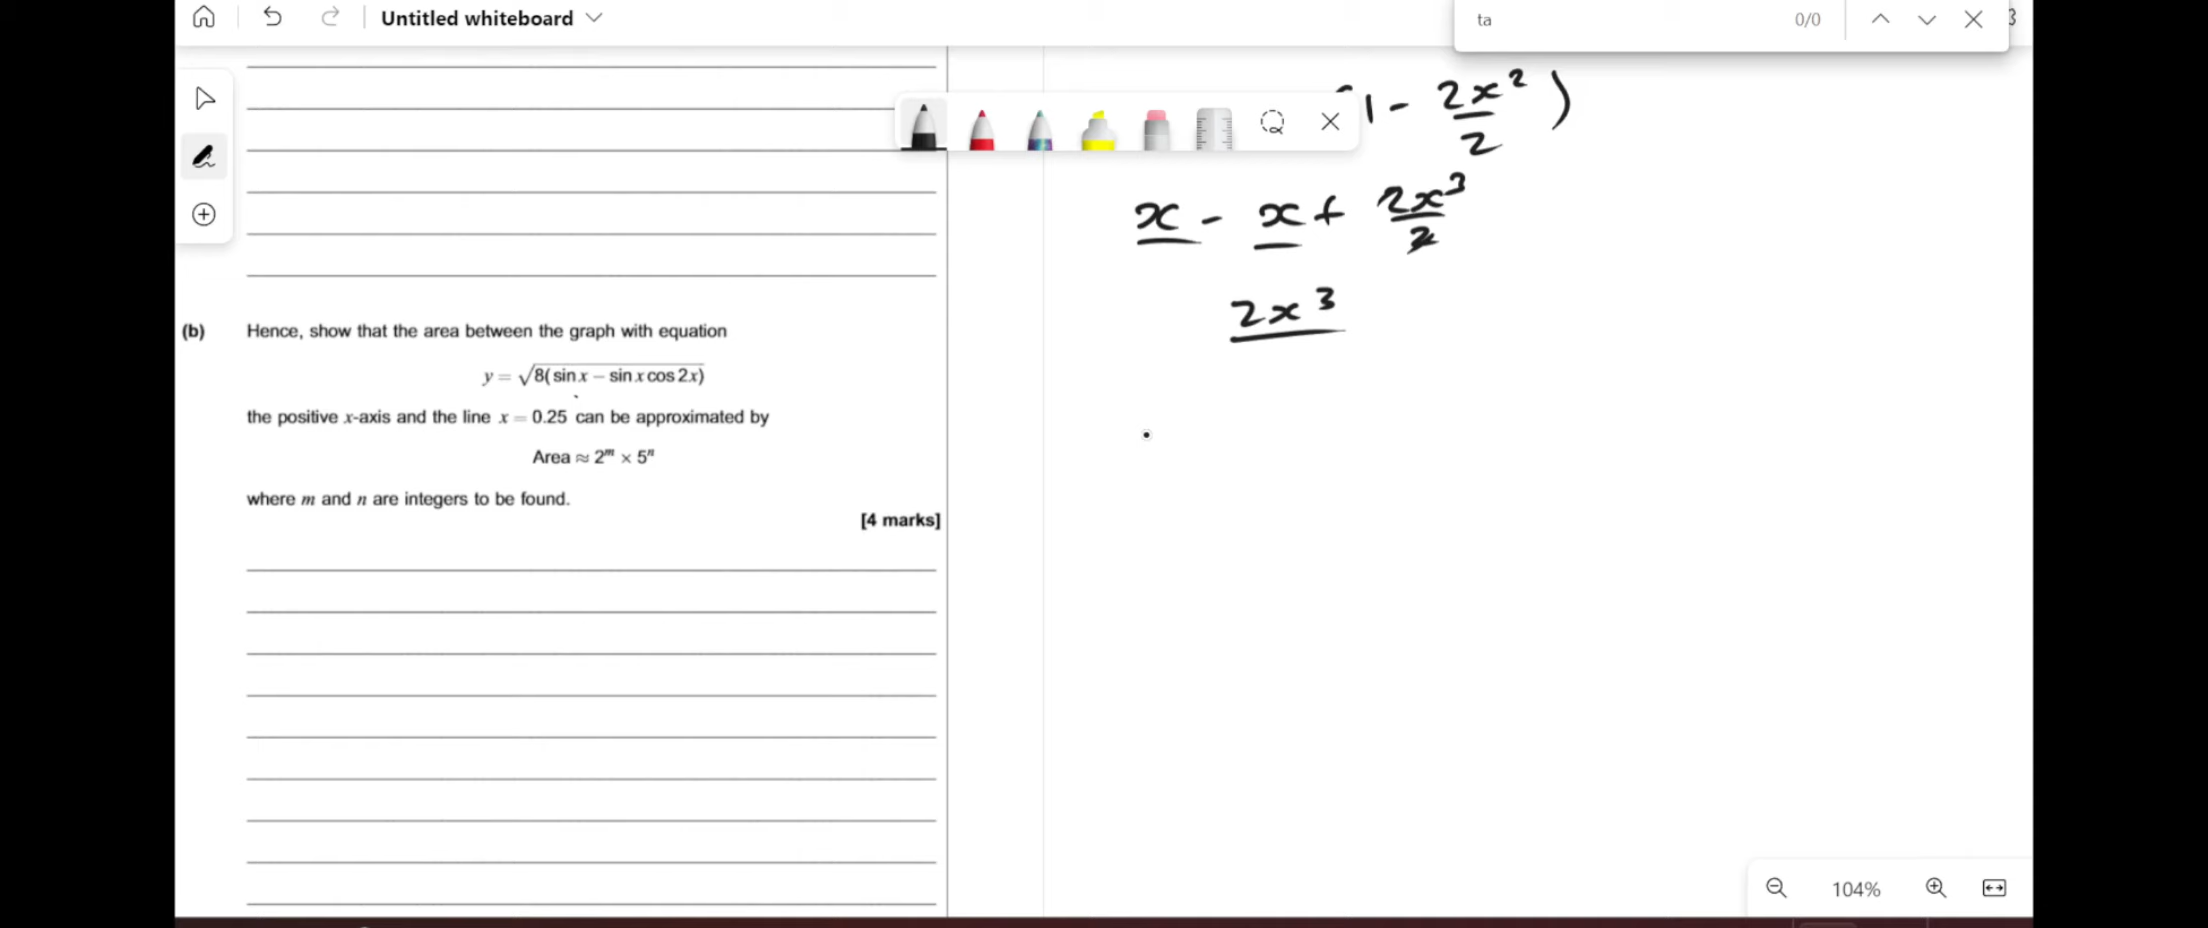 Untitled whiteboard
ta 0/0
1 - 2x²/2 )
x - x + 2x³/2
2x³
(b) Hence, show that the area between the graph with equation
y = √8(sin x – sin x cos 2x)
the positive x-axis and the line x = 0.25 can be approximated by
Area ≈ 2ᵐ × 5ⁿ
where m and n are integers to be found.
[4 marks]
104%